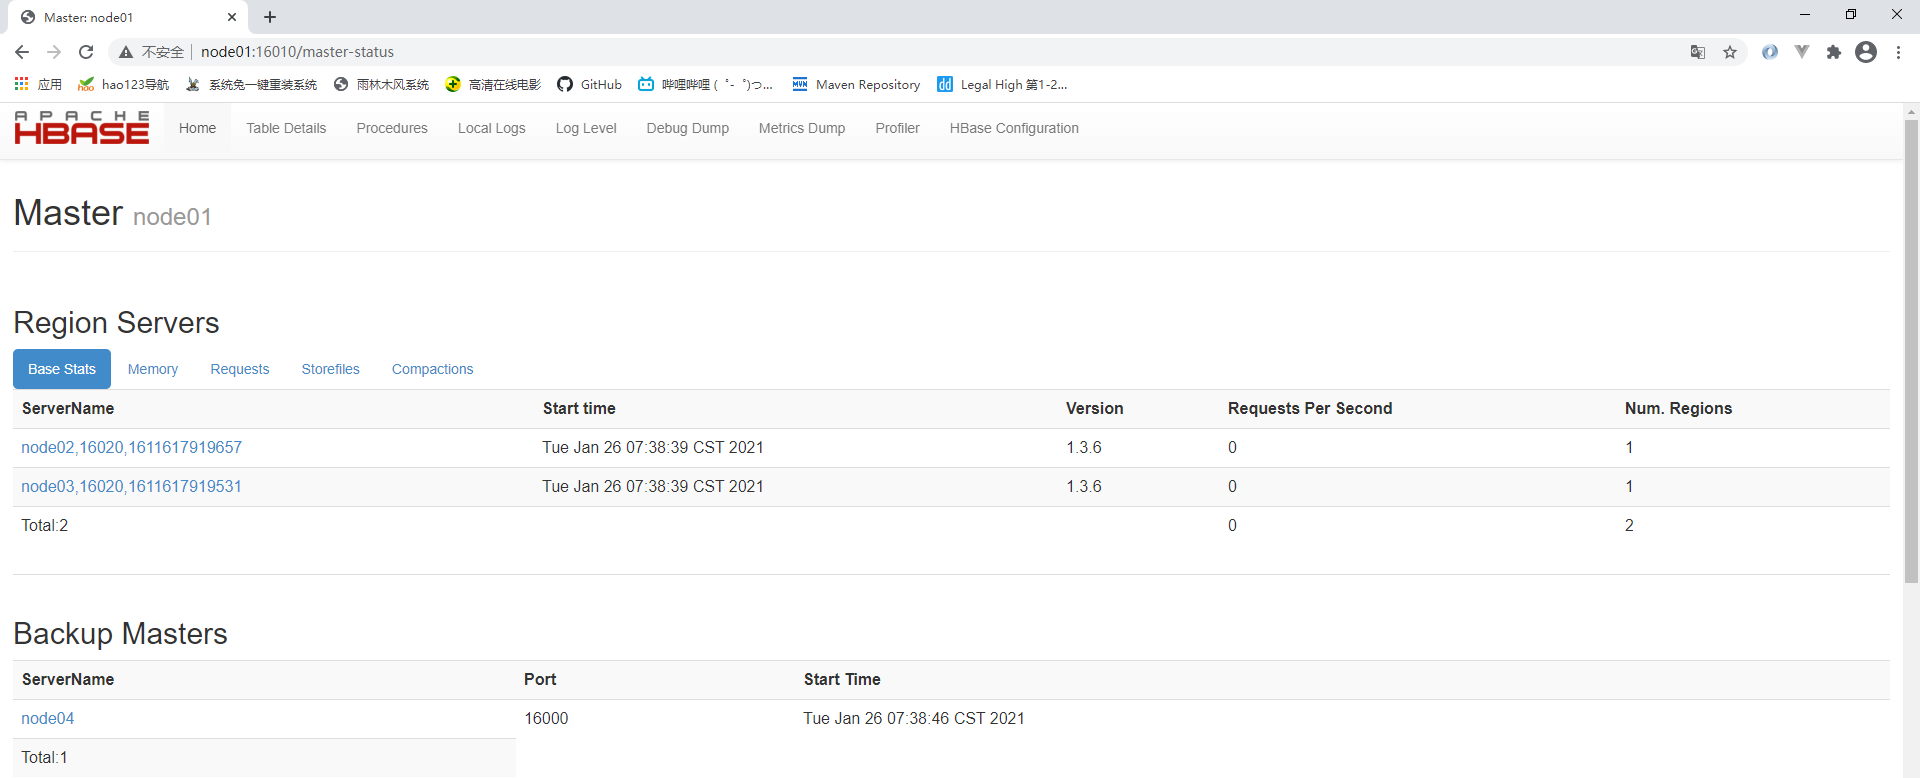 Master: node01
不安全 node01:16010/master-status
应用 hao123导航 系统兔一键重装系统 雨林木风系统 高清在线电影 GitHub 哔哩哔哩 ( ゜- ゜)つ... Maven Repository Legal High 第1-2...
APACHE HBASE Home Table Details Procedures Local Logs Log Level Debug Dump Metrics Dump Profiler HBase Configuration
Master node01
Region Servers
Base Stats Memory Requests Storefiles Compactions
ServerName Start time Version Requests Per Second Num. Regions
node02,16020,1611617919657 Tue Jan 26 07:38:39 CST 2021 1.3.6 0 1
node03,16020,1611617919531 Tue Jan 26 07:38:39 CST 2021 1.3.6 0 1
Total:2 0 2
Backup Masters
ServerName Port Start Time
node04 16000 Tue Jan 26 07:38:46 CST 2021
Total:1